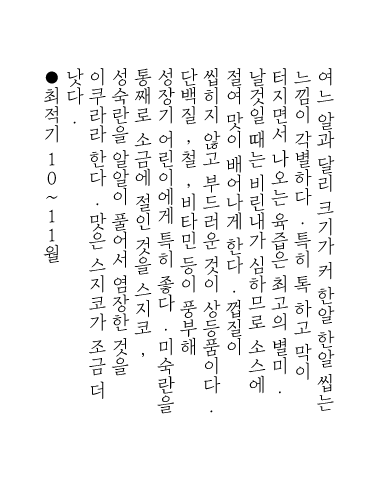 여느 알과 달리 크기가 커 한알 한알 씹는
느낌이 각별하다 . 특히 톡 하고 막이
터지면서 나오는 육즙은 최고의 별미 .
날것일 때는 비린내가 심하므로 소스에
절여 맛이 배어나게 한다 . 껍질이
씹히지 않고 부드러운 것이 상등품이다 .
단백질 , 철 , 비타민 등이 풍부해
성장기 어린이에게 특히 좋다 . 미숙란을
통째로 소금에 절인 것을 스지코 ,
성숙란을 알알이 풀어서 염장한 것을
이쿠라라 한다 . 맛은 스지코가 조금 더
낫다 .
●최적기 10~11월